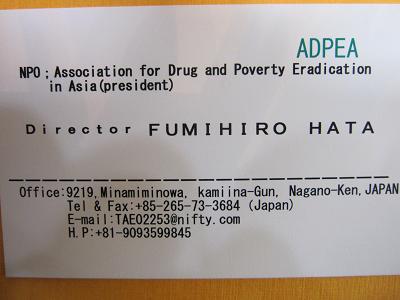 ADPEA
NPO；Association for Drug and Poverty Eradication
in Asia(president)
Director FUMIHIRO HATA
Office:9219,Minamiminowa, kamiina-Gun, Nagano-Ken,JAPAN
Tel & Fax:+85-265-73-3684 (Japan)
E-mail:TAE02253@nifty.com
H.P:+81-9093599845